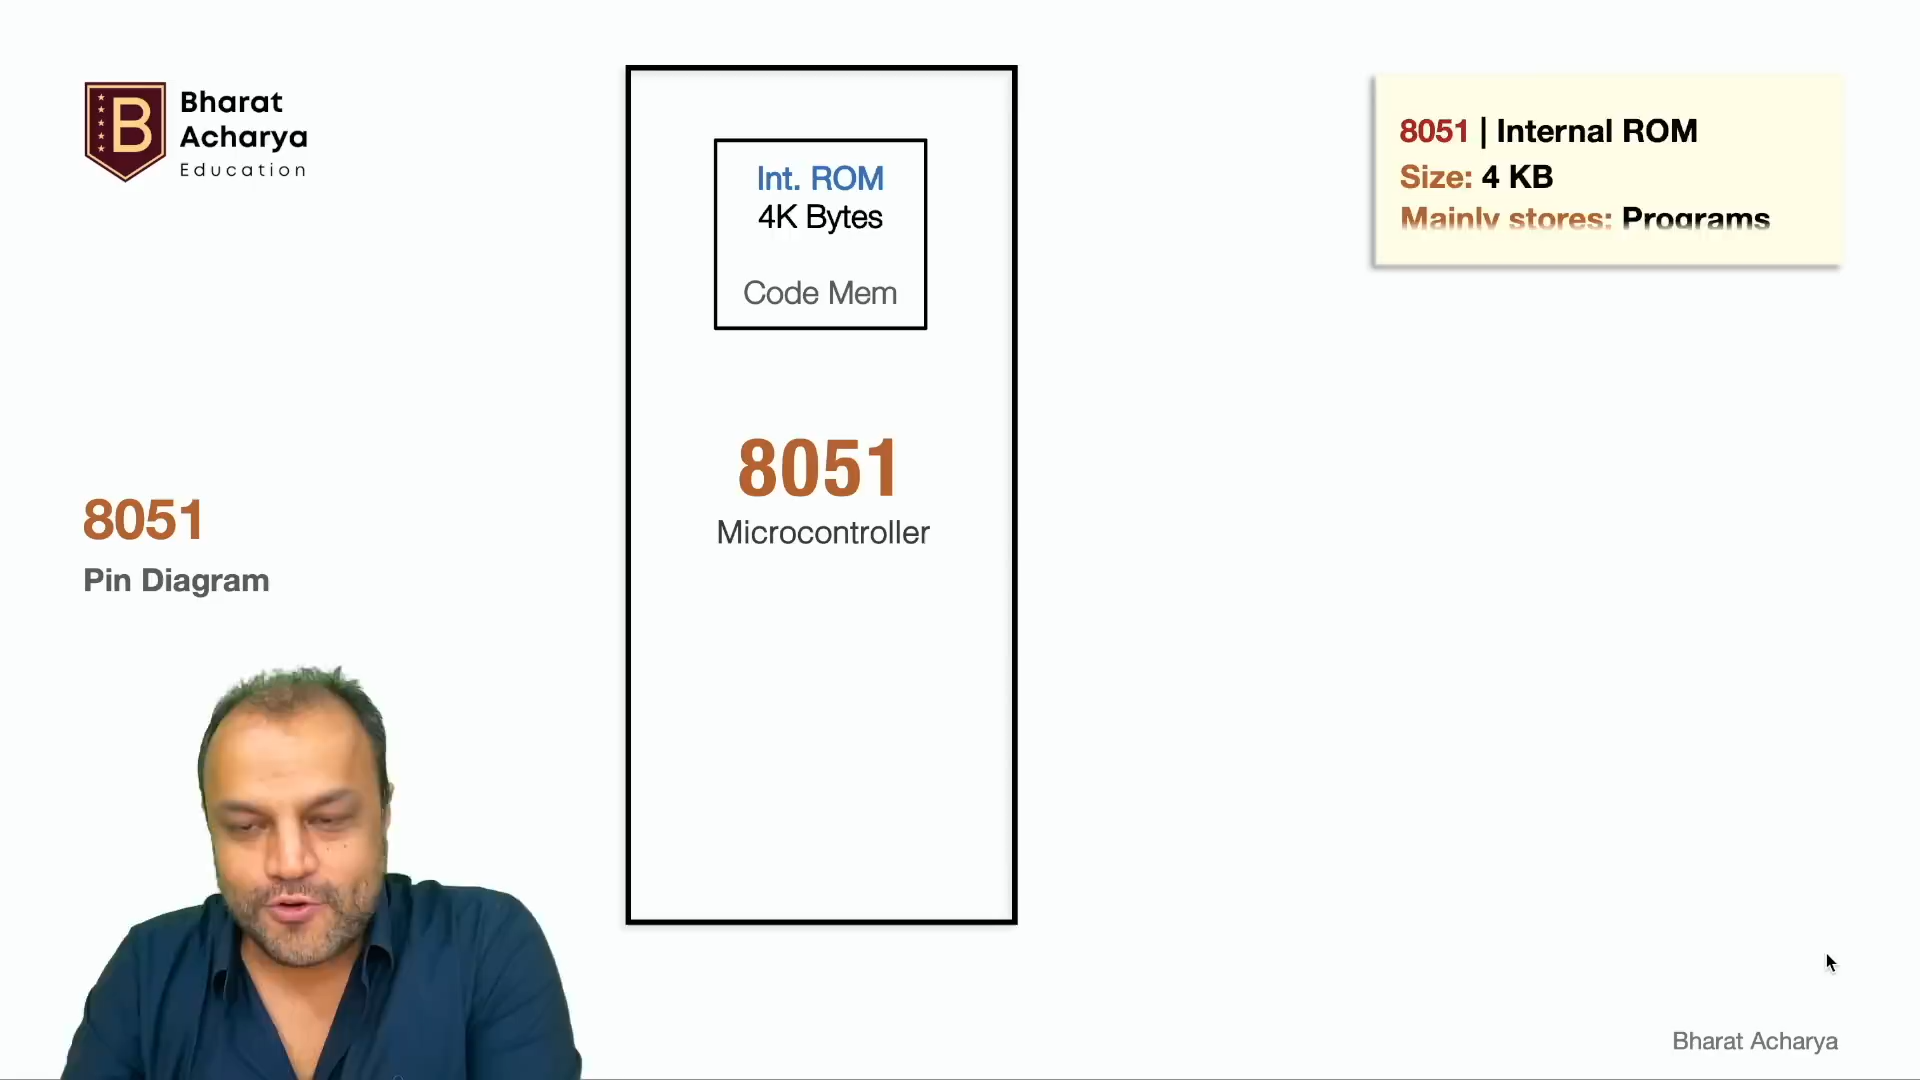 Bharat
Acharya
Education
8051
Pin Diagram
Int. ROM
4K Bytes
Code Mem
8051
Microcontroller
8051 | Internal ROM
Size: 4 KB
Mainly stores: Programs
Bharat Acharya